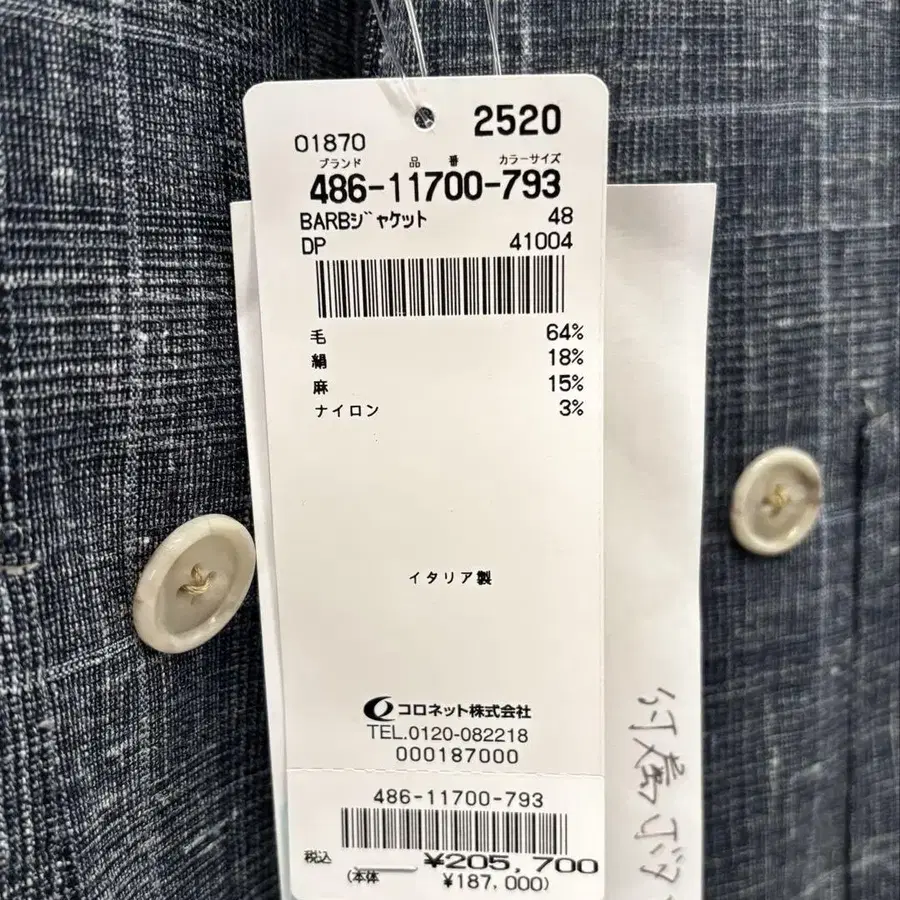 2520
01870
ブランド 品番 カラーサイズ
486-11700-793
BARBジャケット 48
DP 41004
毛 64%
絹 18%
麻 15%
ナイロン 3%
イタリア製
コロネット株式会社
TEL.0120-082218
000187000
486-11700-793
税込 ¥205,700
(本体 ¥187,000)